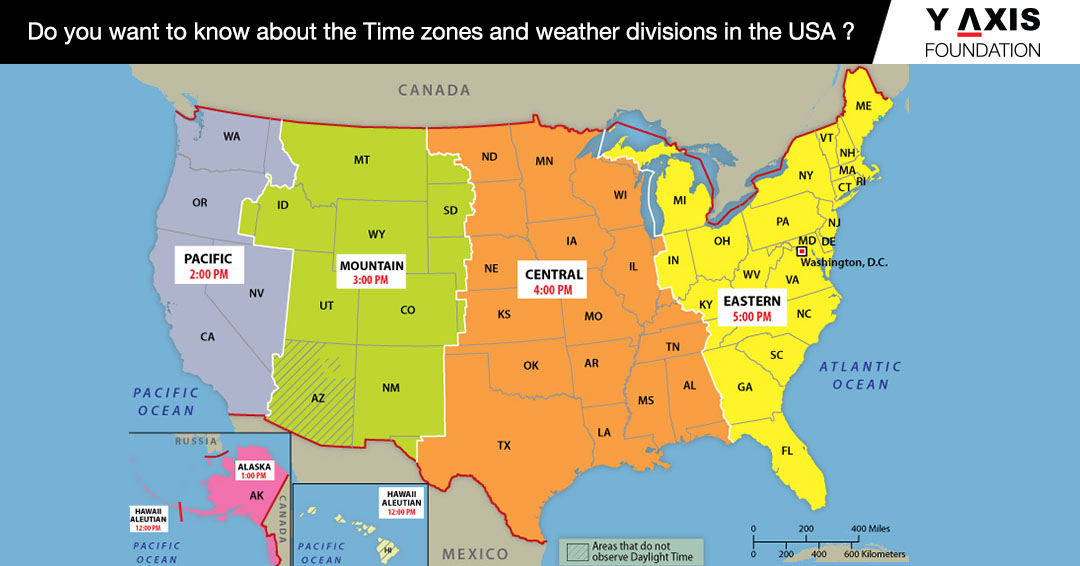 Do you want to know about the Time zones and weather divisions in the USA ?
Y AXIS
FOUNDATION
CANADA
WA
MT
ND
MN
ME
VT
NH
OR
ID
SD
WI
MI
NY
MA
CT
RI
WY
IA
PA
NJ
OH
MD
DE
Washington, D.C.
PACIFIC
2:00 PM
MOUNTAIN
3:00 PM
CENTRAL
4:00 PM
EASTERN
5:00 PM
NE
IL
IN
WV
VA
NV
UT
CO
KS
MO
KY
NC
CA
AZ
NM
OK
AR
TN
SC
MS
AL
GA
TX
LA
FL
PACIFIC
OCEAN
ATLANTIC
OCEAN
RUSSIA
ALASKA
1:00 PM
AK
CANADA
HAWAII
ALEUTIAN
12:00 PM
PACIFIC
OCEAN
HAWAII
ALEUTIAN
12:00 PM
HI
PACIFIC
OCEAN
MEXICO
Areas that do not
observe Daylight Time
0 200 400 Miles
0 200 400 600 Kilometers